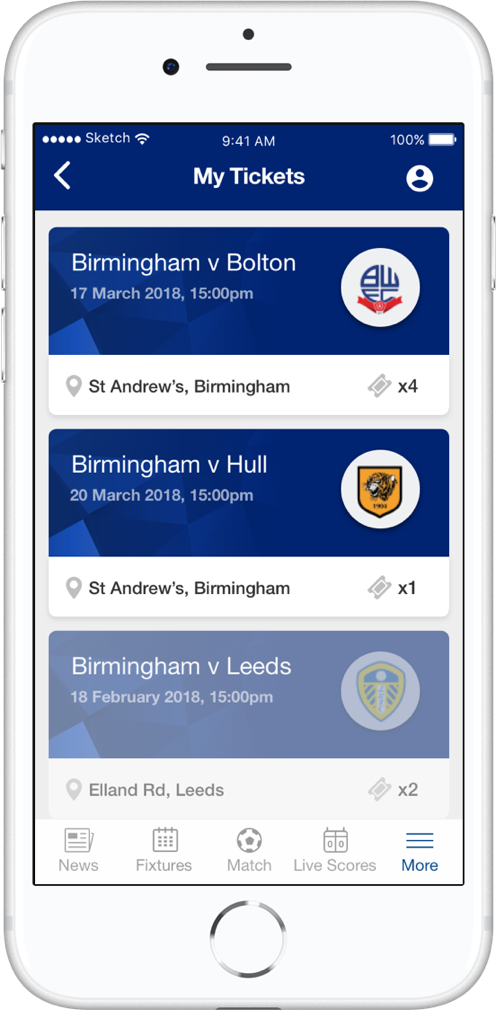 Sketch
9:41 AM
100%
My Tickets
Birmingham v Bolton
17 March 2018, 15:00pm
St Andrew's, Birmingham
x4
Birmingham v Hull
20 March 2018, 15:00pm
1904
St Andrew's, Birmingham
x1
Birmingham v Leeds
18 February 2018, 15:00pm
Elland Rd, Leeds
x2
News
Fixtures
Match
Live Scores
More